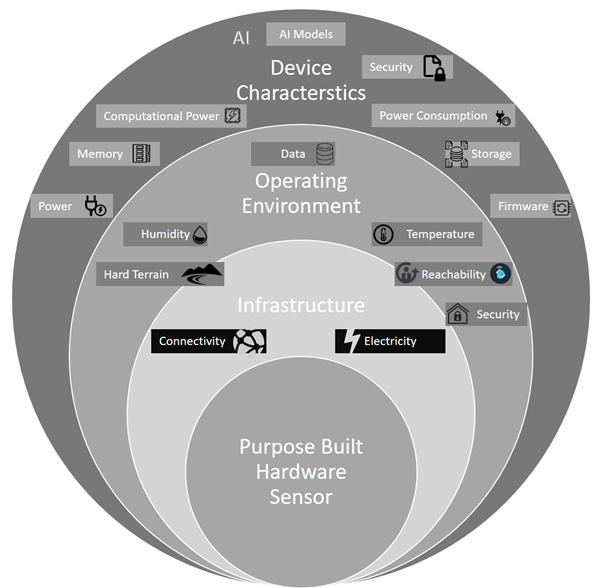 AI
AI Models
Security
Device
Characterstics
Computational Power
Power Consumption
Memory
Data
Storage
Operating
Environment
Power
Firmware
Humidity
Temperature
Hard Terrain
Reachability
Infrastructure
Security
Connectivity
Electricity
Purpose Built
Hardware
Sensor